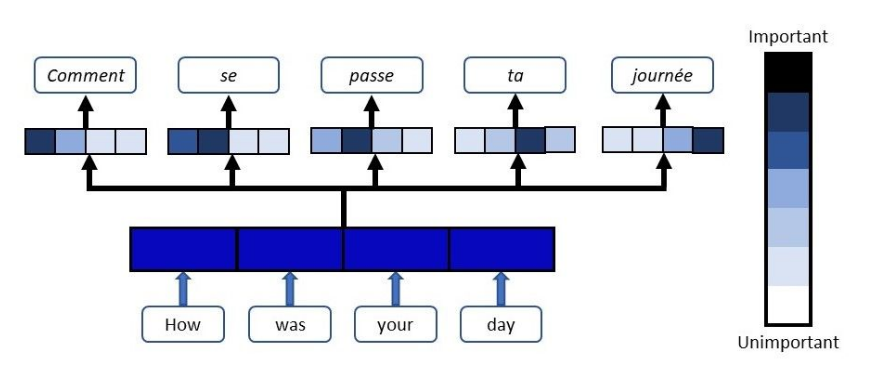 Important
Comment se passe ta journée
How was your day
Unimportant